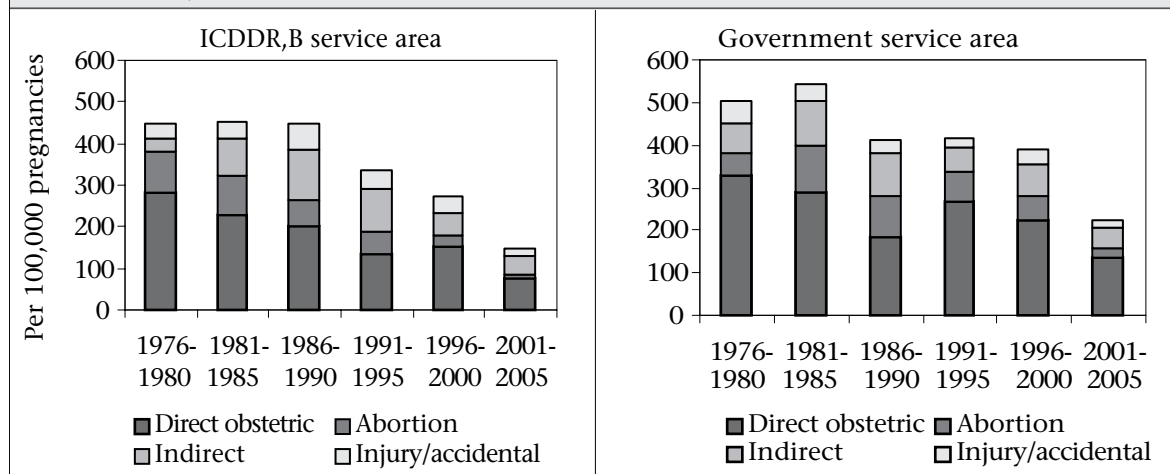 ICDDR,B service area
Per 100,000 pregnancies
600
500
400
300
200
100
0
1976-1980
1981-1985
1986-1990
1991-1995
1996-2000
2001-2005
Direct obstetric
Abortion
Indirect
Injury/accidental
Government service area
600
500
400
300
200
100
0
1976-1980
1981-1985
1986-1990
1991-1995
1996-2000
2001-2005
Direct obstetric
Abortion
Indirect
Injury/accidental